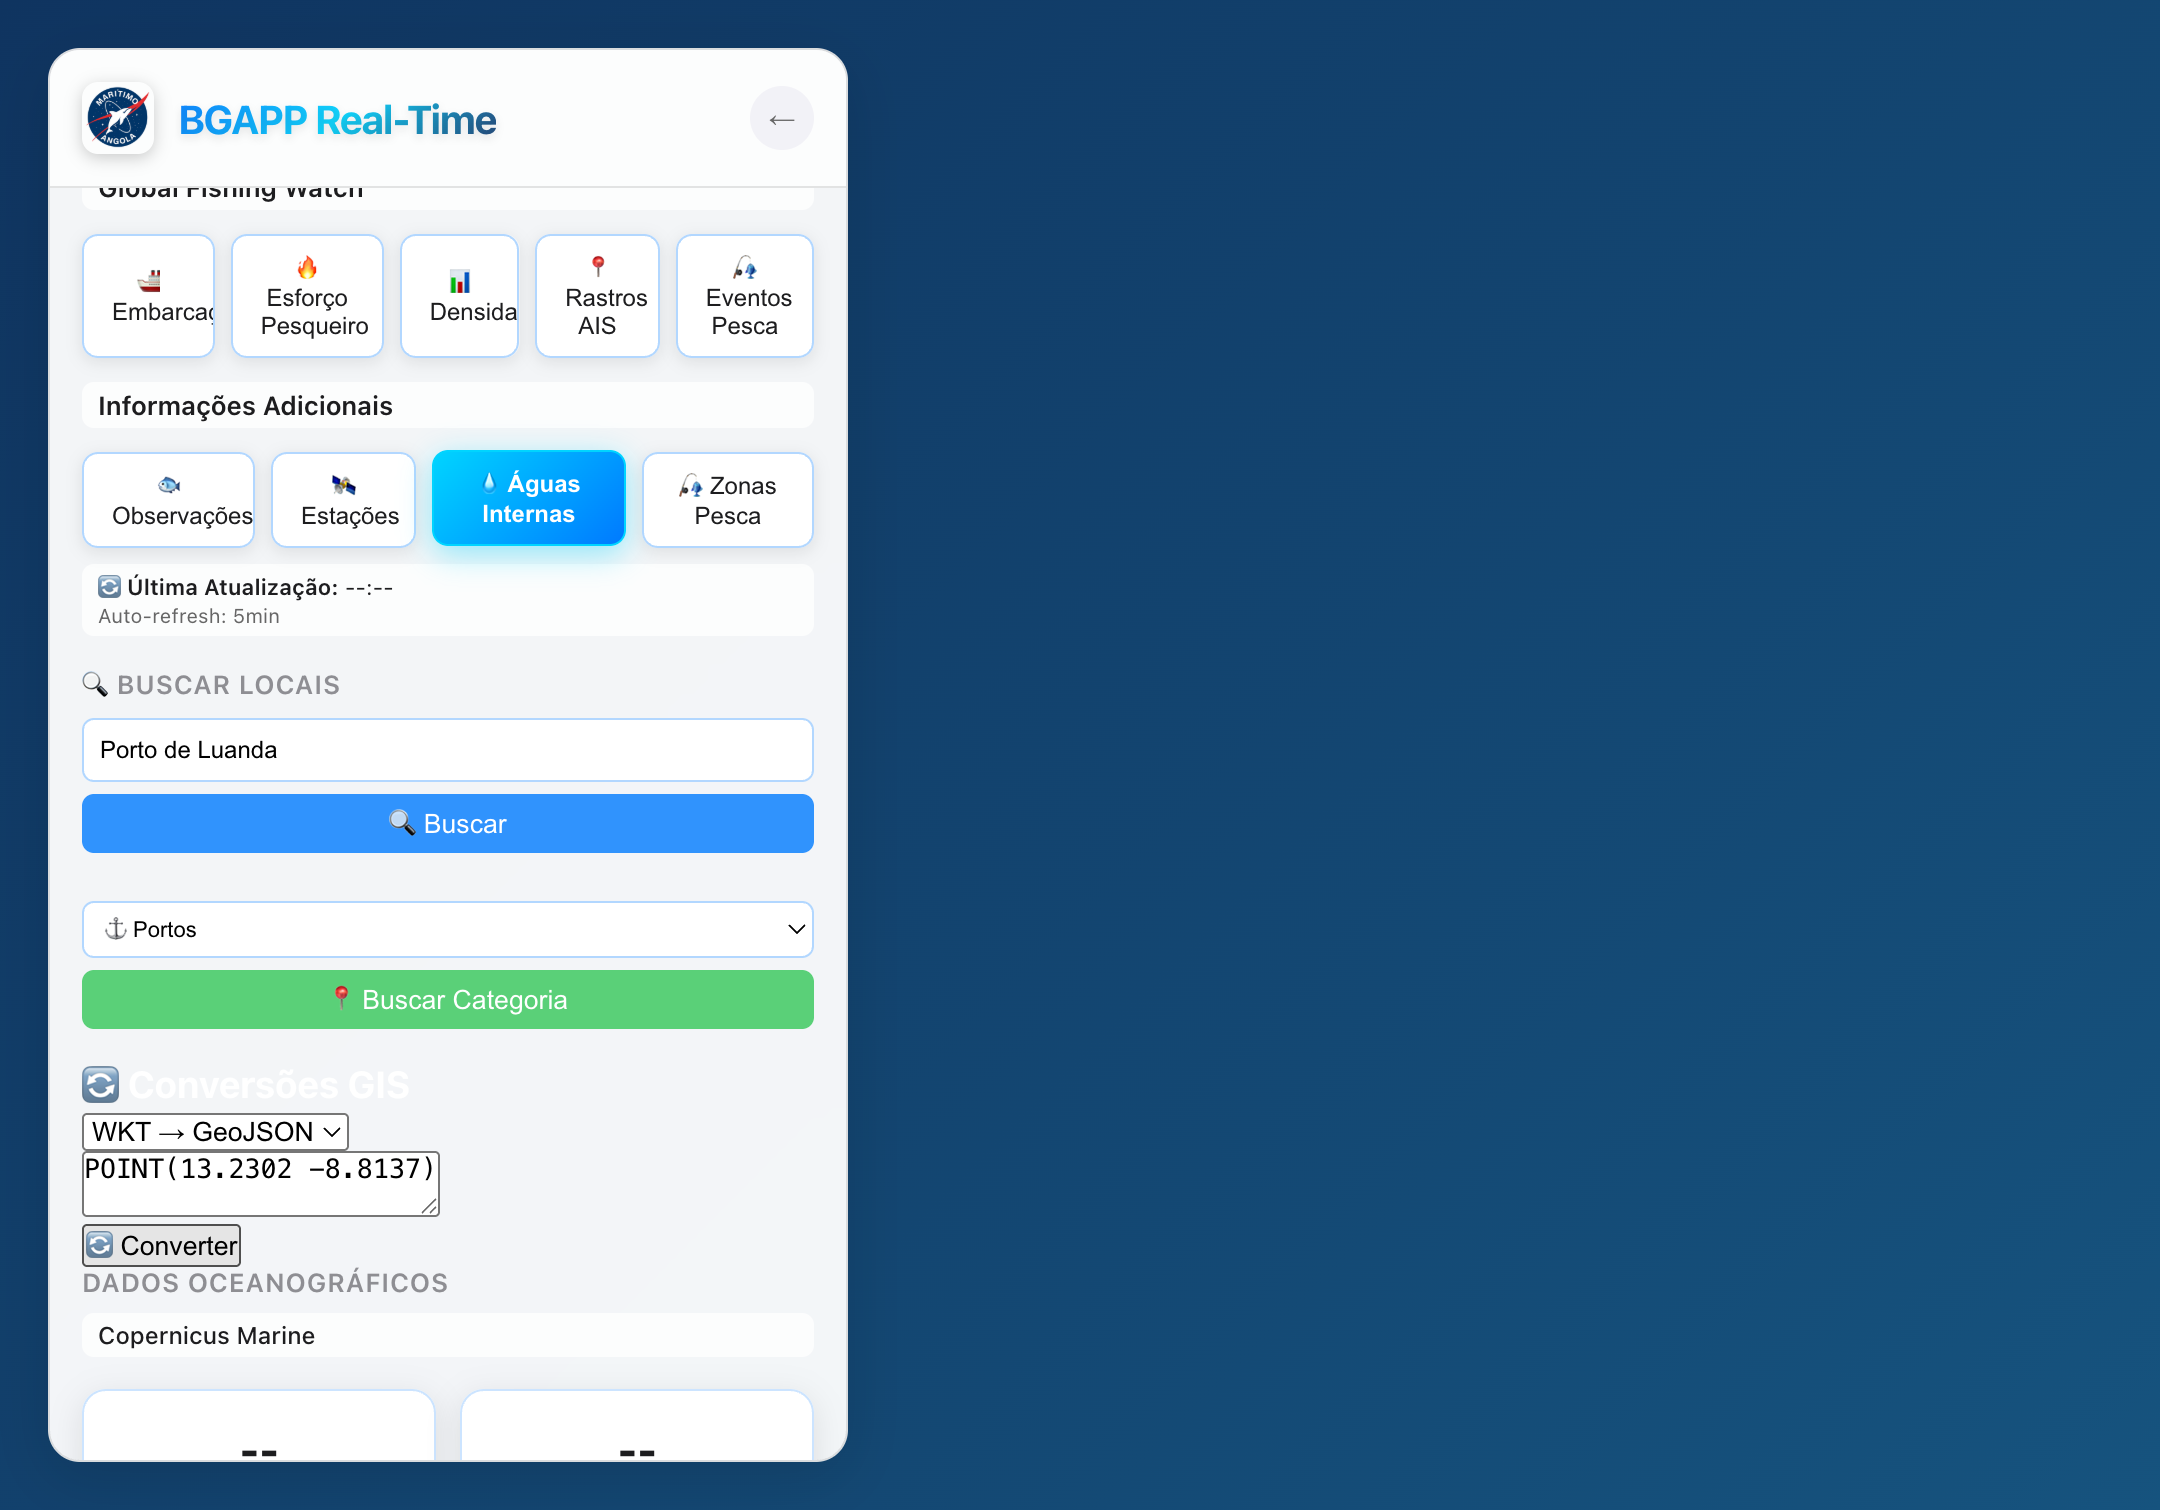 MARÍTIMO
ANGOLA
BGAPP Real-Time
←
Global Fishing Watch
🚢 Embarcaç
🔥 Esforço Pesqueiro
📊 Densida
📍 Rastros AIS
🎣 Eventos Pesca
Informações Adicionais
🐟 Observações
🛰️ Estações
💧 Águas Internas
🎣 Zonas Pesca
🔄 Última Atualização: --:--
Auto-refresh: 5min
🔍 BUSCAR LOCAIS
Porto de Luanda
🔍 Buscar
⚓ Portos
📍 Buscar Categoria
🔄 Conversões GIS
WKT → GeoJSON
POINT(13.2302 -8.8137)
🔄 Converter
DADOS OCEANOGRÁFICOS
Copernicus Marine
-- --